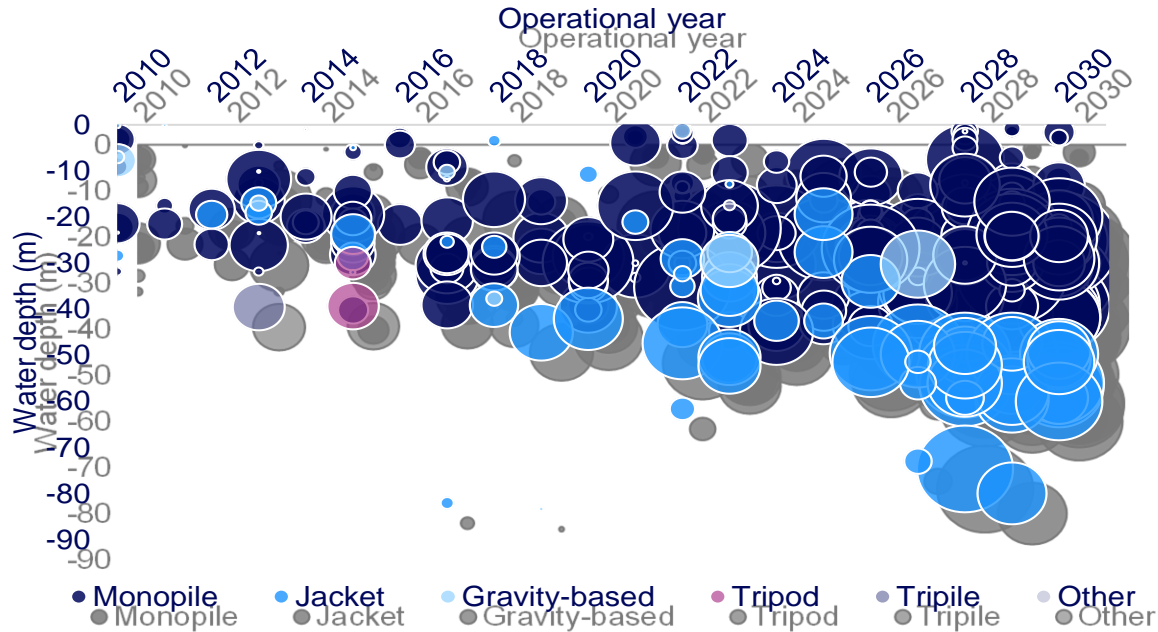 Operational year
Operational year
2010 2012 2014 2016 2018 2020 2022 2024 2026 2028 2030
2010 2012 2014 2016 2018 2020 2022 2024 2026 2028 2030
Water depth (m)
Water depth (m)
0
0
-10
-10
-20
-20
-30
-30
-40
-40
-50
-50
-60
-60
-70
-70
-80
-80
-90
-90
Monopile Jacket Gravity-based Tripod Tripile Other
Monopile Jacket Gravity-based Tripod Tripile Other